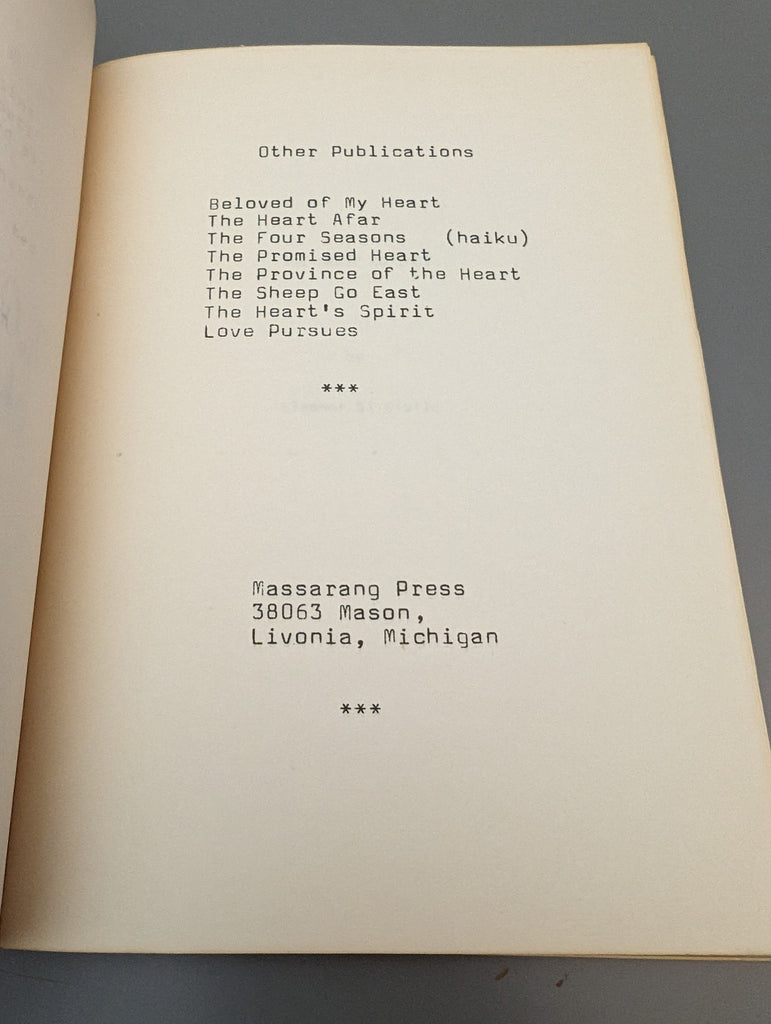 Other Publications
Beloved of My Heart
The Heart Afar
The Four Seasons (haiku)
The Promised Heart
The Province of the Heart
The Sheep Go East
The Heart's Spirit
Love Pursues
***
Massarang Press
38063 Mason,
Livonia, Michigan
***